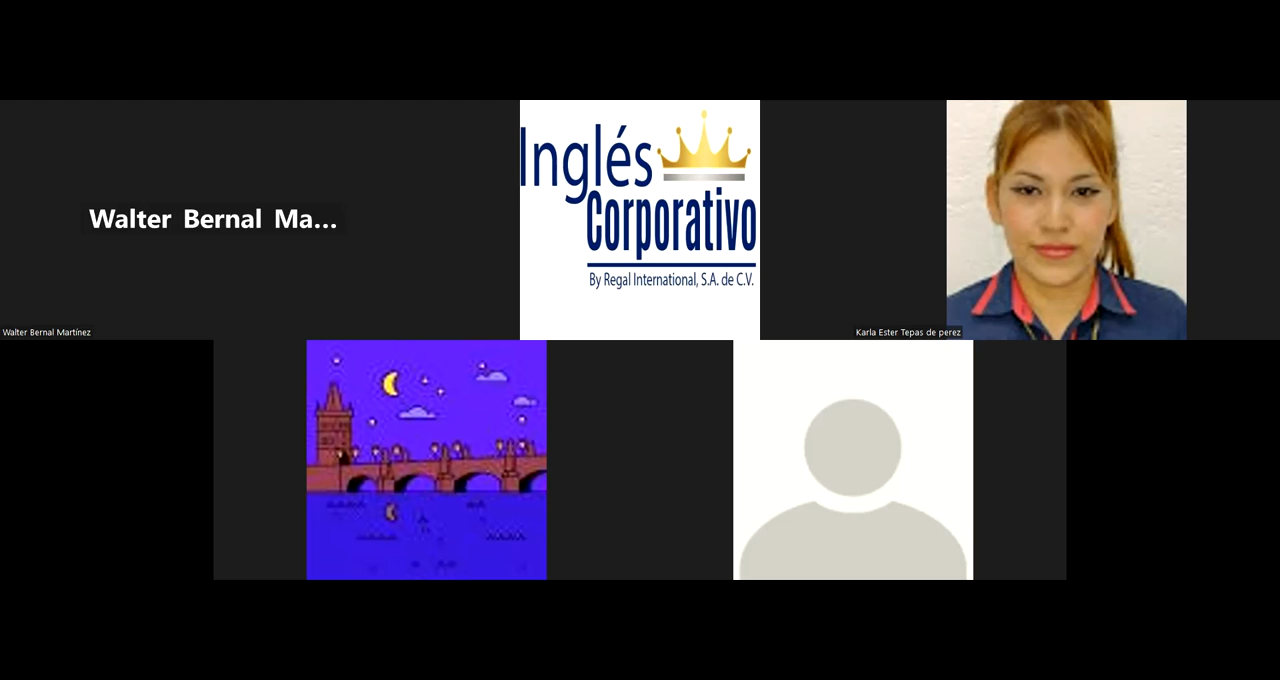 Walter Bernal Ma...
Walter Bernal Martínez
Inglés
Corporativo
By Regal International, S.A. de C.V.
Karla Ester Tepas de perez